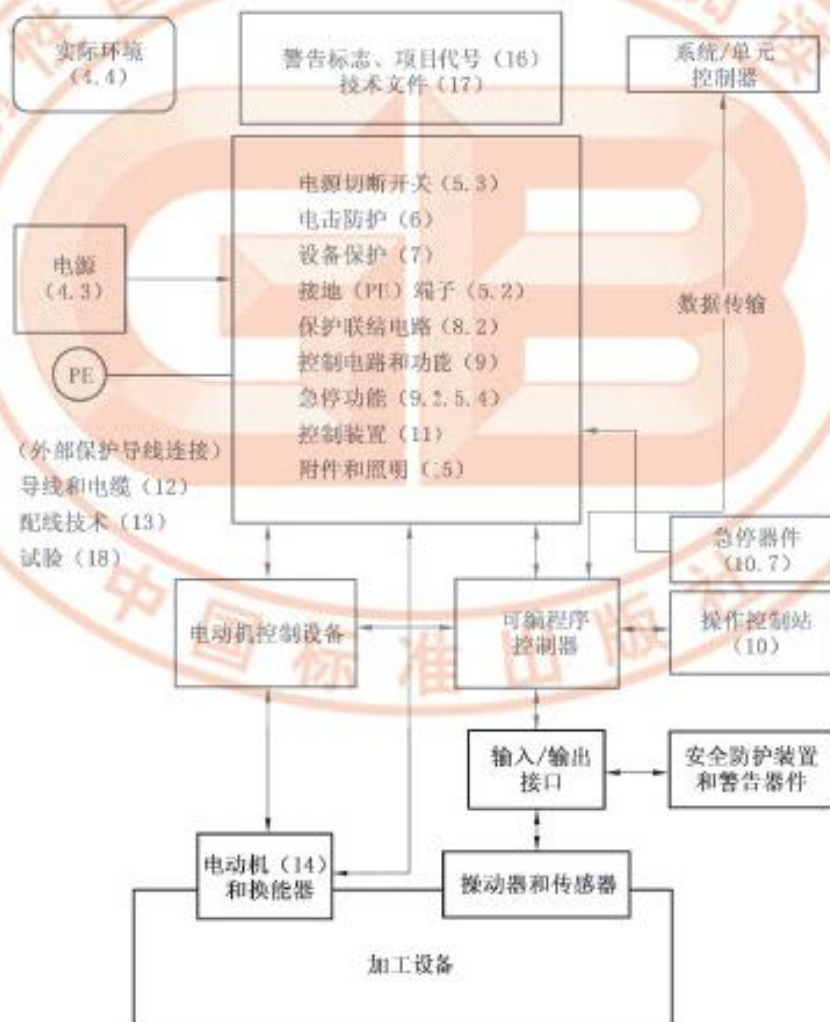 实际环境
(4.4)
警告标志、项目代号(16)
技术文件(17)
系统/单元
控制器
电源切断开关(5.3)
电击防护(6)
设备保护(7)
接地(PE)端子(5.2)
保护联结电路(8.2)
控制电路和功能(9)
急停功能(9.2.5.4)
控制装置(11)
附件和照明(15)
电源
(4.3)
PE
数据传输
(外部保护导线连接)
导线和电缆(12)
配线技术(13)
试验(18)
急停器件
(10.7)
电动机控制设备
可编程序
控制器
操作控制站
(10)
输入/输出
接口
安全防护装置
和警告器件
电动机(14)
和换能器
操动器和传感器
加工设备
中国标准出版社